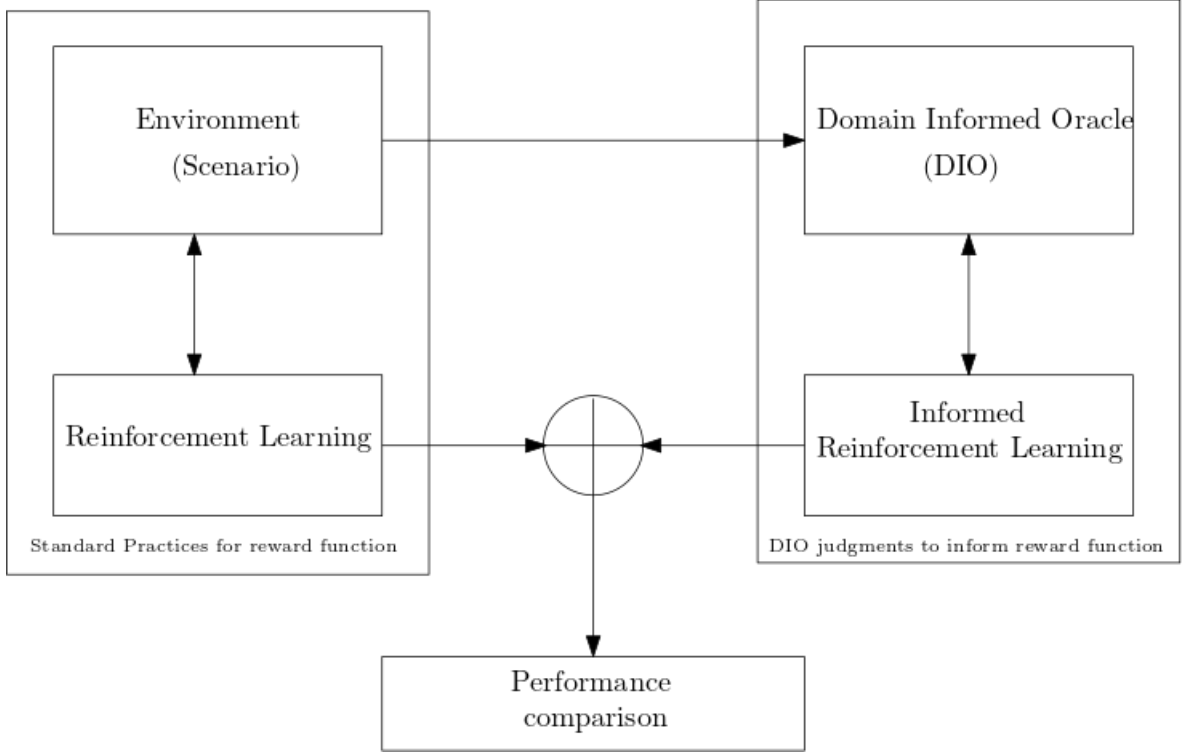 Environment
(Scenario)
Domain Informed Oracle
(DIO)
Reinforcement Learning
Informed
Reinforcement Learning
Standard Practices for reward function
DIO judgments to inform reward function
Performance
comparison